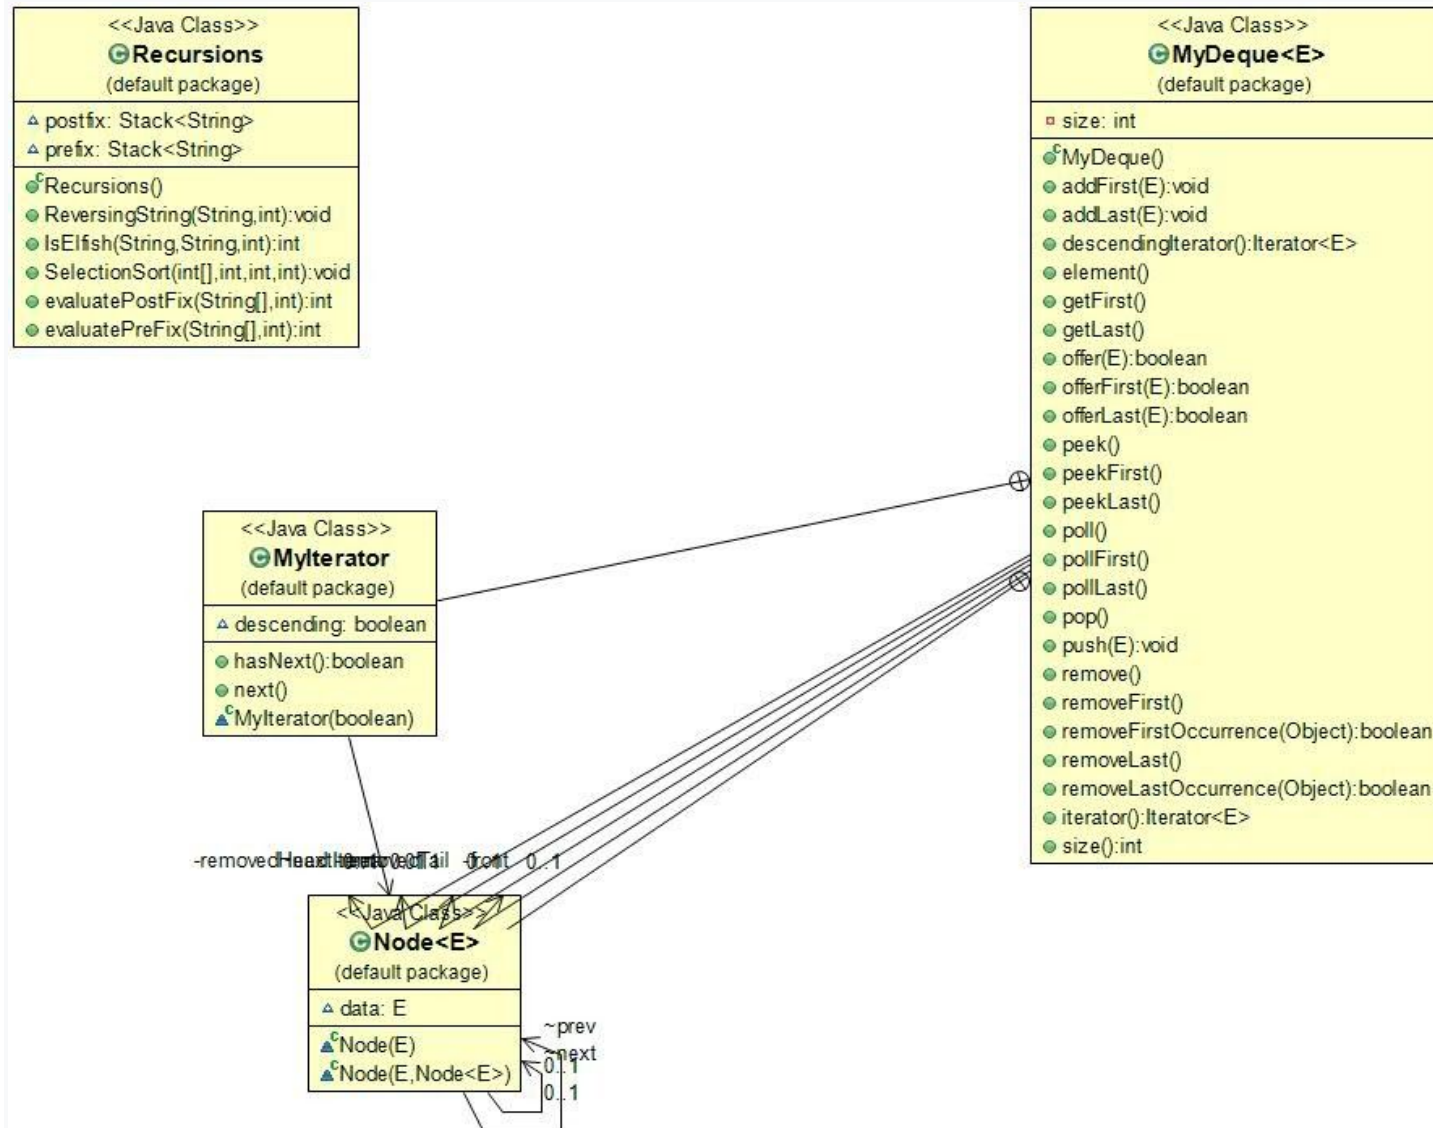 <<Java Class>>
Recursions
(default package)
postfix: Stack<String>
prefix: Stack<String>
Recursions()
ReversingString(String,int):void
IsElfish(String,String,int):int
SelectionSort(int[],int,int,int):void
evaluatePostFix(String[],int):int
evaluatePreFix(String[],int):int
<<Java Class>>
MyDeque<E>
(default package)
size: int
MyDeque()
addFirst(E):void
addLast(E):void
descendingIterator():Iterator<E>
element()
getFirst()
getLast()
offer(E):boolean
offerFirst(E):boolean
offerLast(E):boolean
peek()
peekFirst()
peekLast()
poll()
pollFirst()
pollLast()
pop()
push(E):void
remove()
removeFirst()
removeFirstOccurrence(Object):boolean
removeLast()
removeLastOccurrence(Object):boolean
iterator():Iterator<E>
size():int
<<Java Class>>
MyIterator
(default package)
descending: boolean
hasNext():boolean
next()
MyIterator(boolean)
-front 0..1
<<Java Class>>
Node<E>
(default package)
data: E
Node(E)
Node(E,Node<E>)
~prev
~next
0..1
0..1